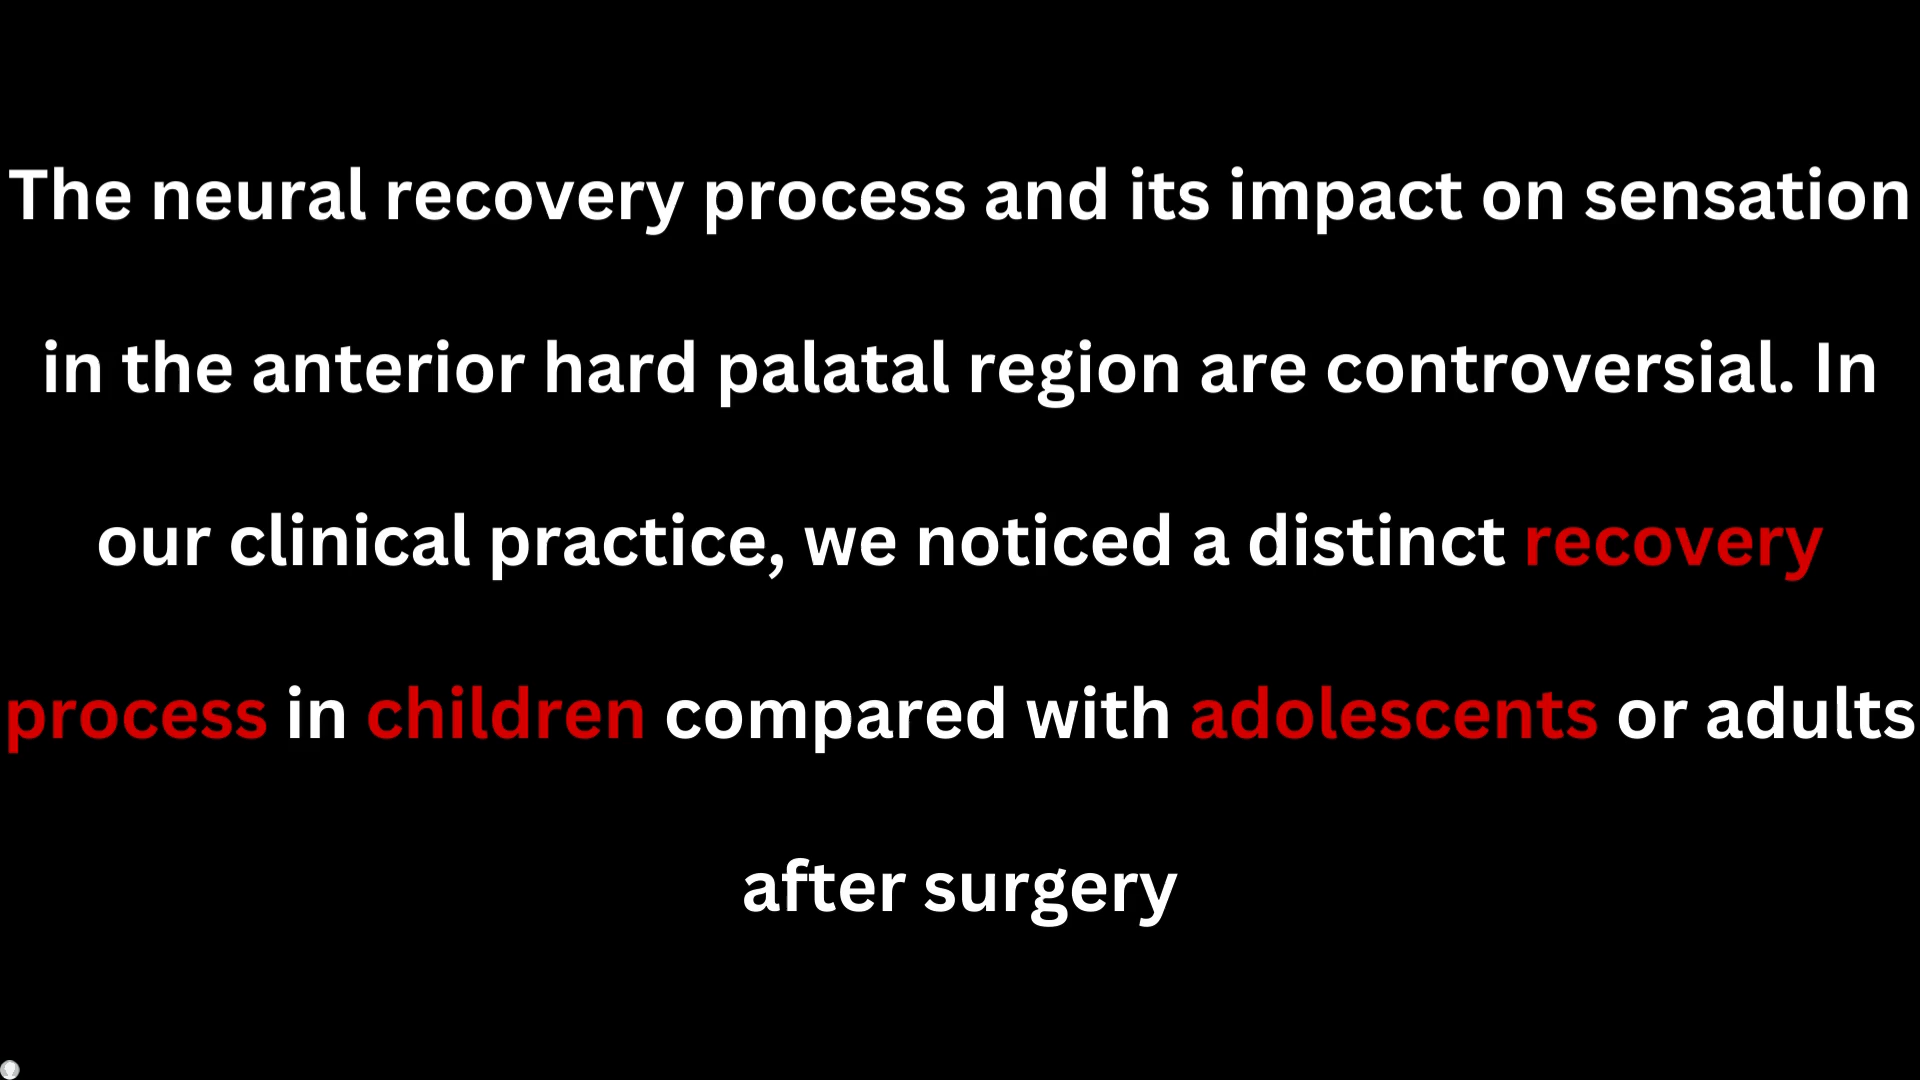 The neural recovery process and its impact on sensation
in the anterior hard palatal region are controversial. In
our clinical practice, we noticed a distinct recovery
process in children compared with adolescents or adults
after surgery